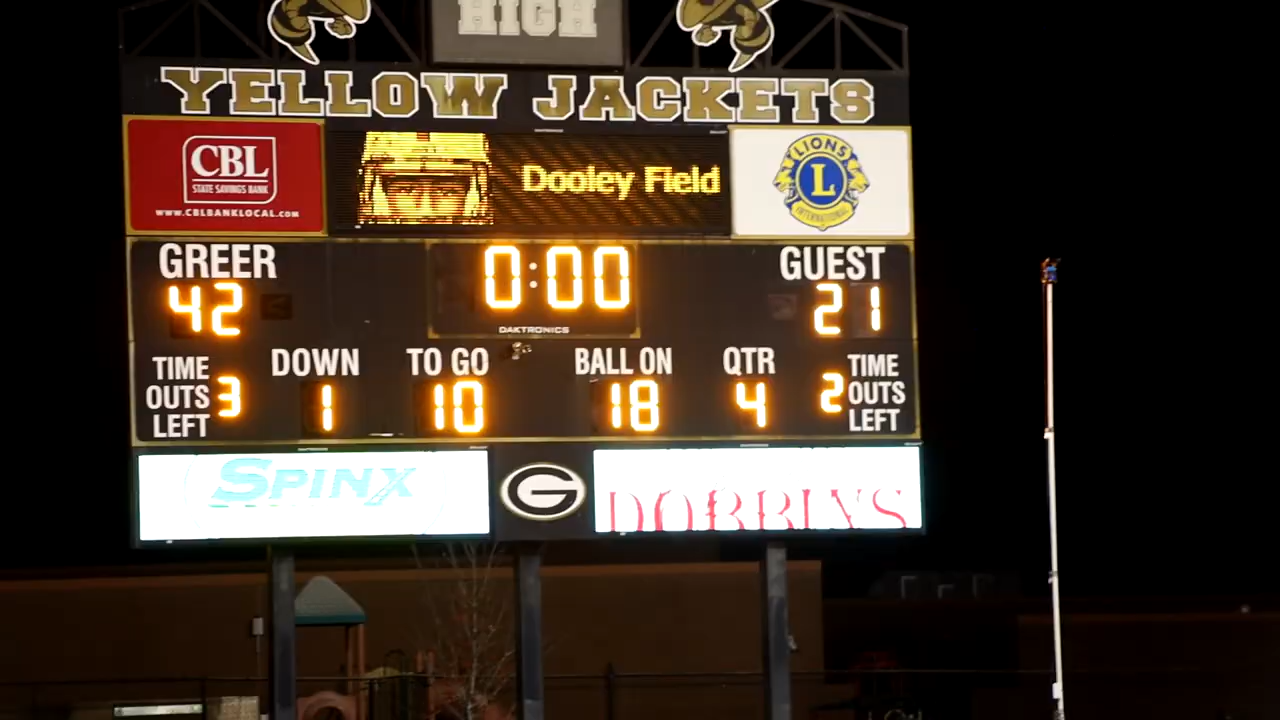 HIGH
YELLOW JACKETS
CBL
STATE SAVINGS BANK
WWW.CBLBANKLOCAL.COM
Dooley Field
LIONS
L
INTERNATIONAL
GREER
42
0:00
DAKTRONICS
GUEST
21
TIME OUTS LEFT 3
DOWN
1
TO GO
10
BALL ON
18
QTR
4
2 TIME OUTS LEFT
SPINX
G
DOBBINS